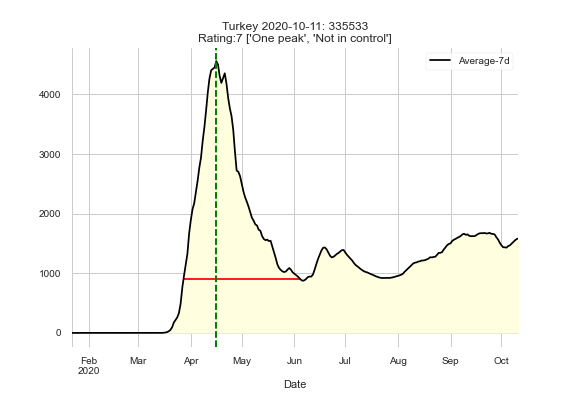 Turkey 2020-10-11: 335533
Rating:7 ['One peak', 'Not in control']
Average-7d
4000
3000
2000
1000
0
Feb Mar Apr May Jun Jul Aug Sep Oct
2020
Date